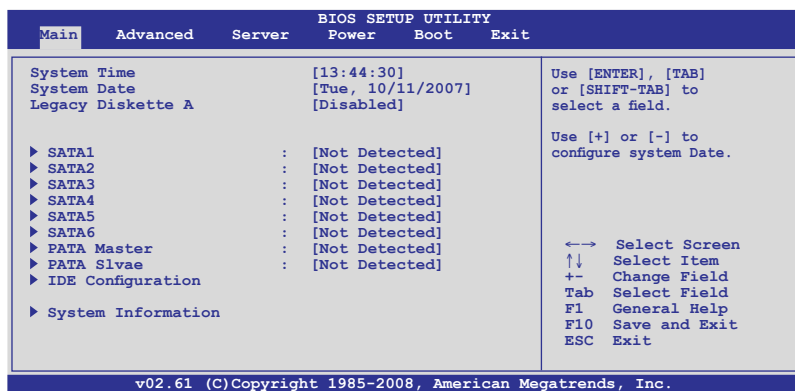 BIOS SETUP UTILITY
Main Advanced Server Power Boot Exit
System Time [13:44:30]
System Date [Tue, 10/11/2007]
Legacy Diskette A [Disabled]
SATA1 : [Not Detected]
SATA2 : [Not Detected]
SATA3 : [Not Detected]
SATA4 : [Not Detected]
SATA5 : [Not Detected]
SATA6 : [Not Detected]
PATA Master : [Not Detected]
PATA Slvae : [Not Detected]
IDE Configuration
System Information
Use [ENTER], [TAB]
or [SHIFT-TAB] to
select a field.
Use [+] or [-] to
configure system Date.
←→ Select Screen
↑↓ Select Item
+- Change Field
Tab Select Field
F1 General Help
F10 Save and Exit
ESC Exit
v02.61 (C)Copyright 1985-2008, American Megatrends, Inc.